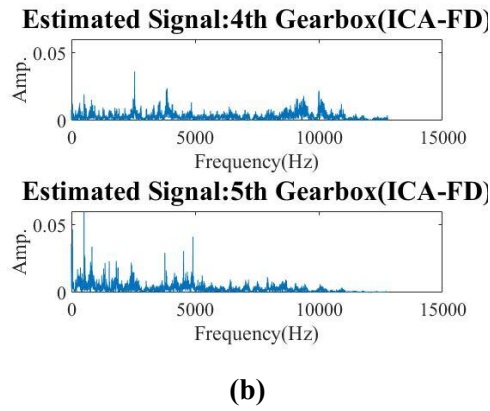 Estimated Signal:4th Gearbox(ICA-FD)
0.05
Amp.
0
0 5000 10000 15000
Frequency(Hz)
Estimated Signal:5th Gearbox(ICA-FD)
0.05
Amp.
0
0 5000 10000 15000
Frequency(Hz)
(b)